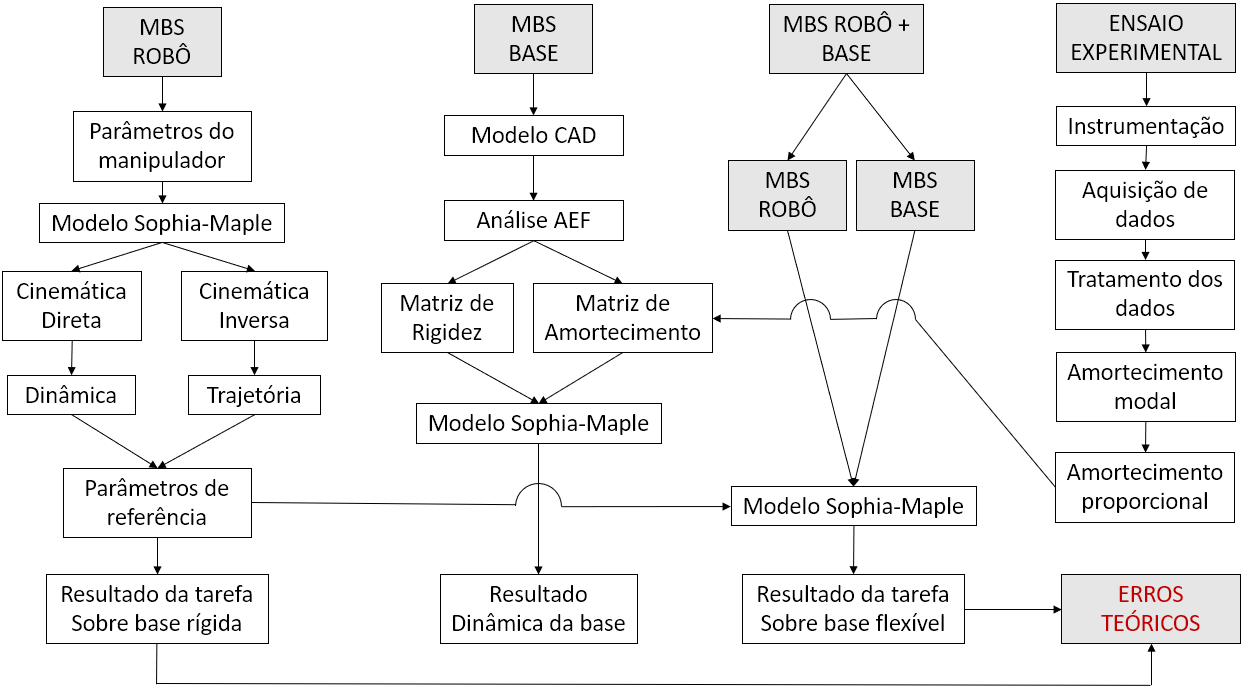 MBS
ROBÔ
Parâmetros do
manipulador
Modelo Sophia-Maple
Cinemática
Direta
Cinemática
Inversa
Dinâmica
Trajetória
Parâmetros de
referência
Resultado da tarefa
Sobre base rígida
MBS
BASE
Modelo CAD
Análise AEF
Matriz de
Rigidez
Matriz de
Amortecimento
Modelo Sophia-Maple
Resultado
Dinâmica da base
MBS ROBÔ +
BASE
MBS
ROBÔ
MBS
BASE
Modelo Sophia-Maple
Resultado da tarefa
Sobre base flexível
ENSAIO
EXPERIMENTAL
Instrumentação
Aquisição de
dados
Tratamento dos
dados
Amortecimento
modal
Amortecimento
proporcional
ERROS
TEÓRICOS